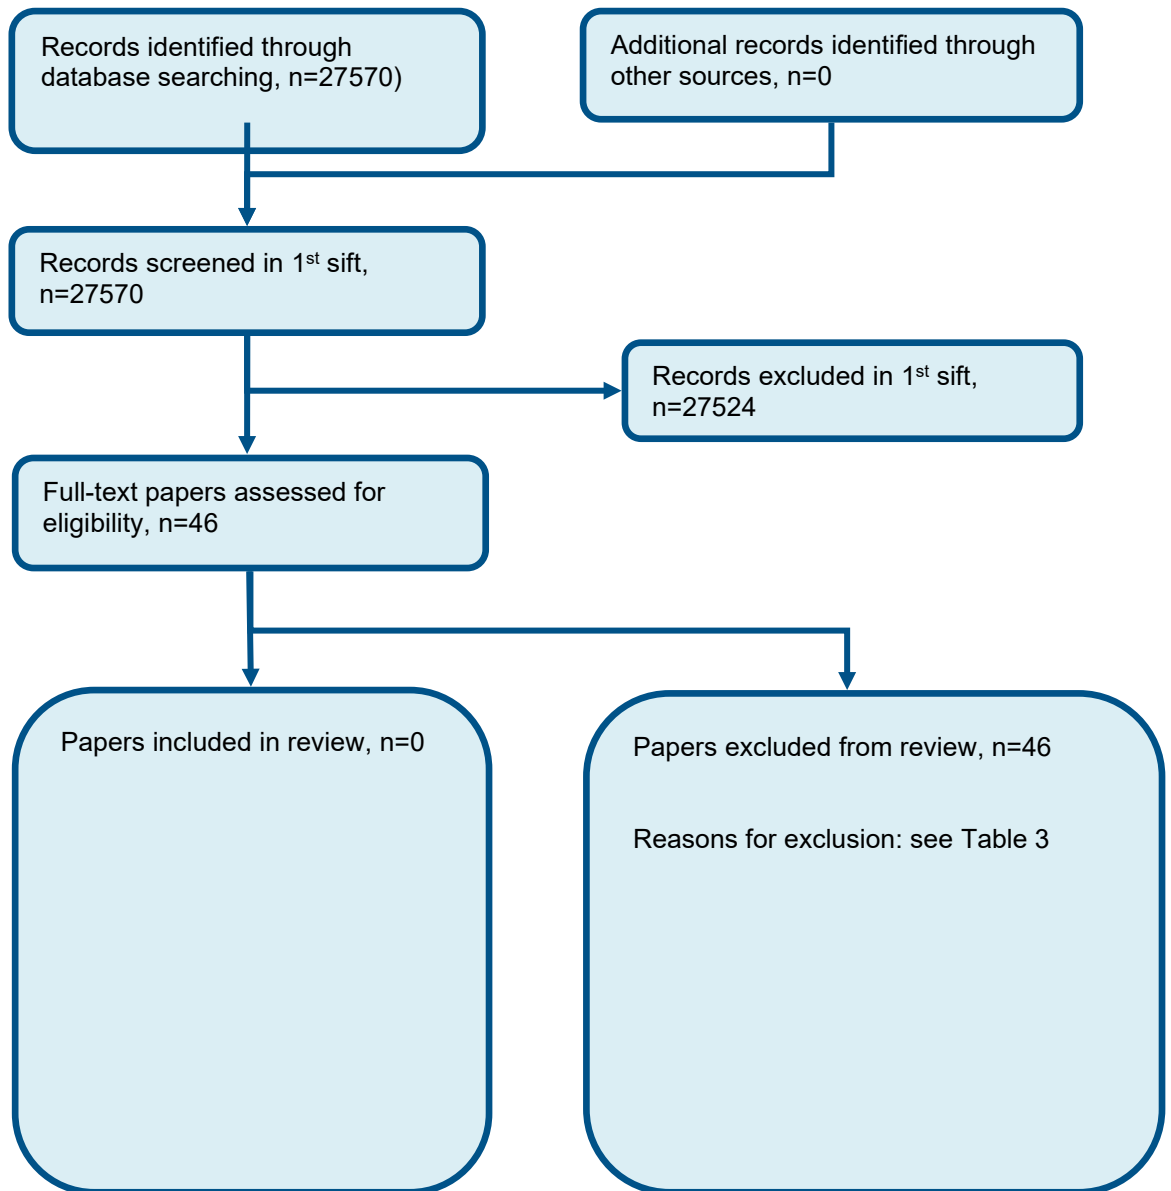 Records identified through
database searching, n=27570)
Additional records identified through
other sources, n=0
Records screened in 1st sift,
n=27570
Records excluded in 1st sift,
n=27524
Full-text papers assessed for
eligibility, n=46
Papers included in review, n=0
Papers excluded from review, n=46
Reasons for exclusion: see Table 3